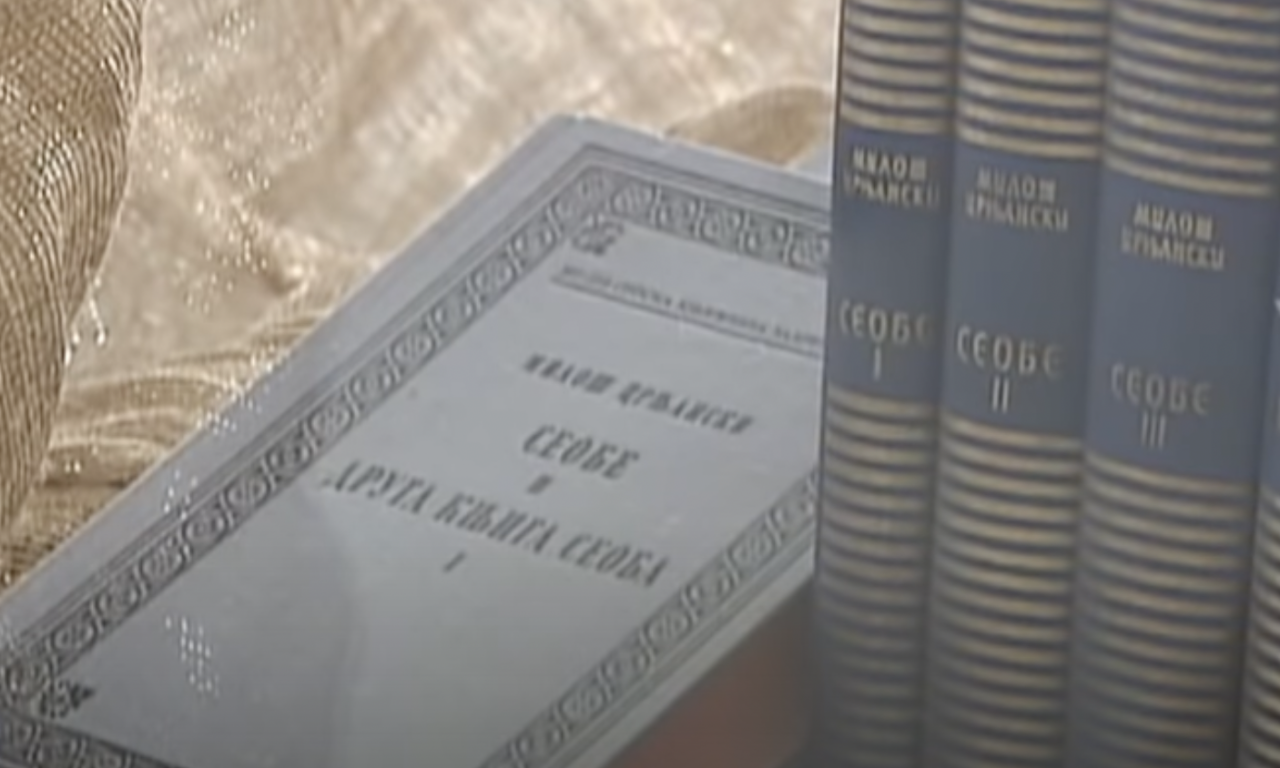 МИЛОШ ЦРЊАНСКИ
СЕОБЕ
И
ДРУГА КЊИГА СЕОБА
I
МИЛОШ
ЦРЊАНСКИ
СЕОБЕ
I
МИЛОШ
ЦРЊАНСКИ
СЕОБЕ
II
МИЛОШ
ЦРЊАНСКИ
СЕОБЕ
III